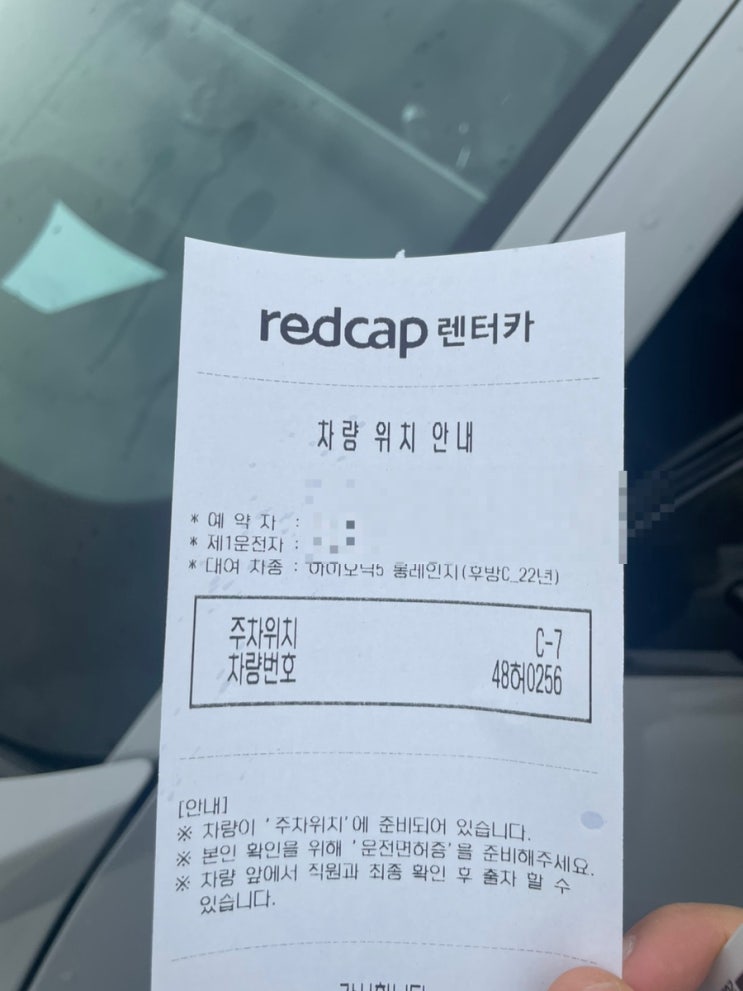 redcap 렌터카
차량 위치 안내
* 예 약 자 :
* 제1운전자 :
* 대여 차종 : 아이오닉5 롱레인지(후방C_22년)
주차위치 C-7
차량번호 48허0256
[안내]
※ 차량이 '주차위치'에 준비되어 있습니다.
※ 본인 확인을 위해 '운전면허증'을 준비해주세요.
※ 차량 앞에서 직원과 최종 확인 후 출차 할 수
있습니다.
감사합니다